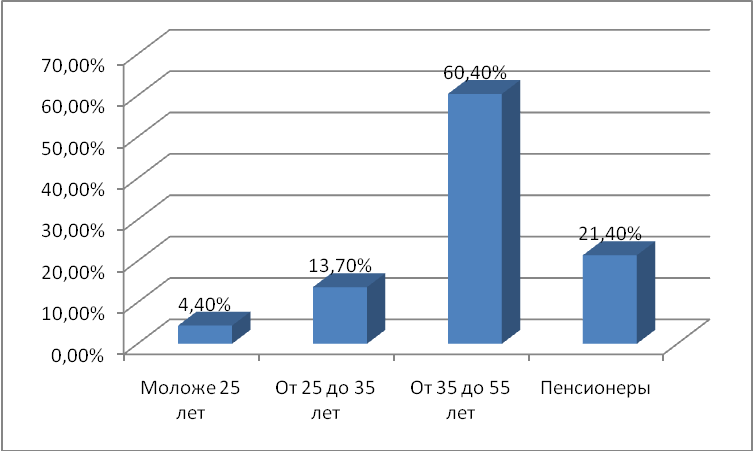 70,00%
60,00%
50,00%
40,00%
30,00%
20,00%
10,00%
0,00%
4,40%
13,70%
60,40%
21,40%
Моложе 25
лет
От 25 до 35
лет
От 35 до 55
лет
Пенсионеры